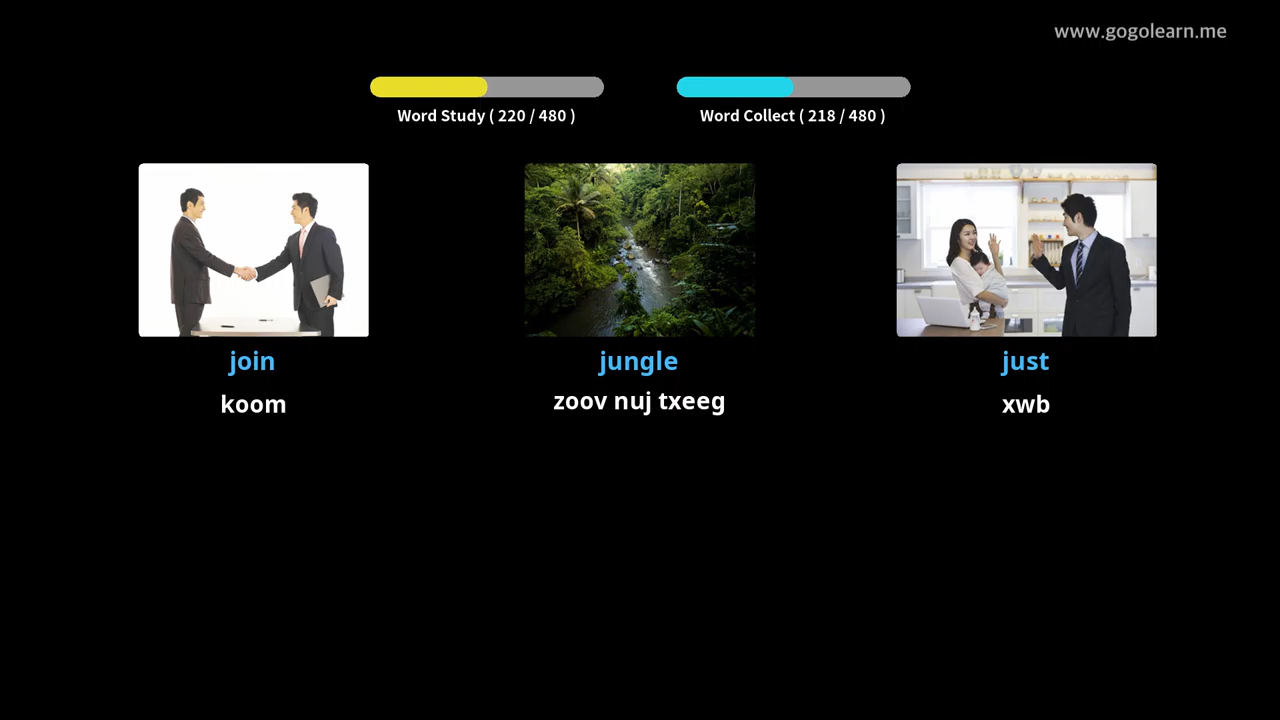 www.gogolearn.me
Word Study ( 220 / 480 )
Word Collect ( 218 / 480 )
join
jungle
just
koom
zoov nuj txeeg
xwb